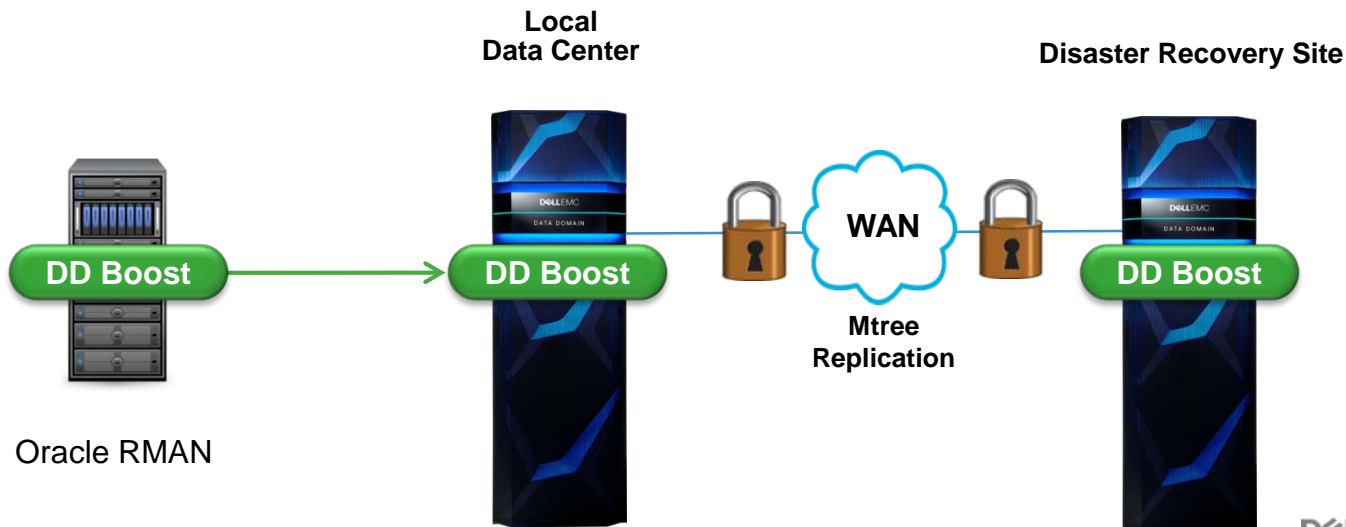 Local
Data Center
Disaster Recovery Site
DELLEMC
DATA DOMAIN
DELLEMC
DATA DOMAIN
WAN
DD Boost
DD Boost
DD Boost
Mtree
Replication
Oracle RMAN